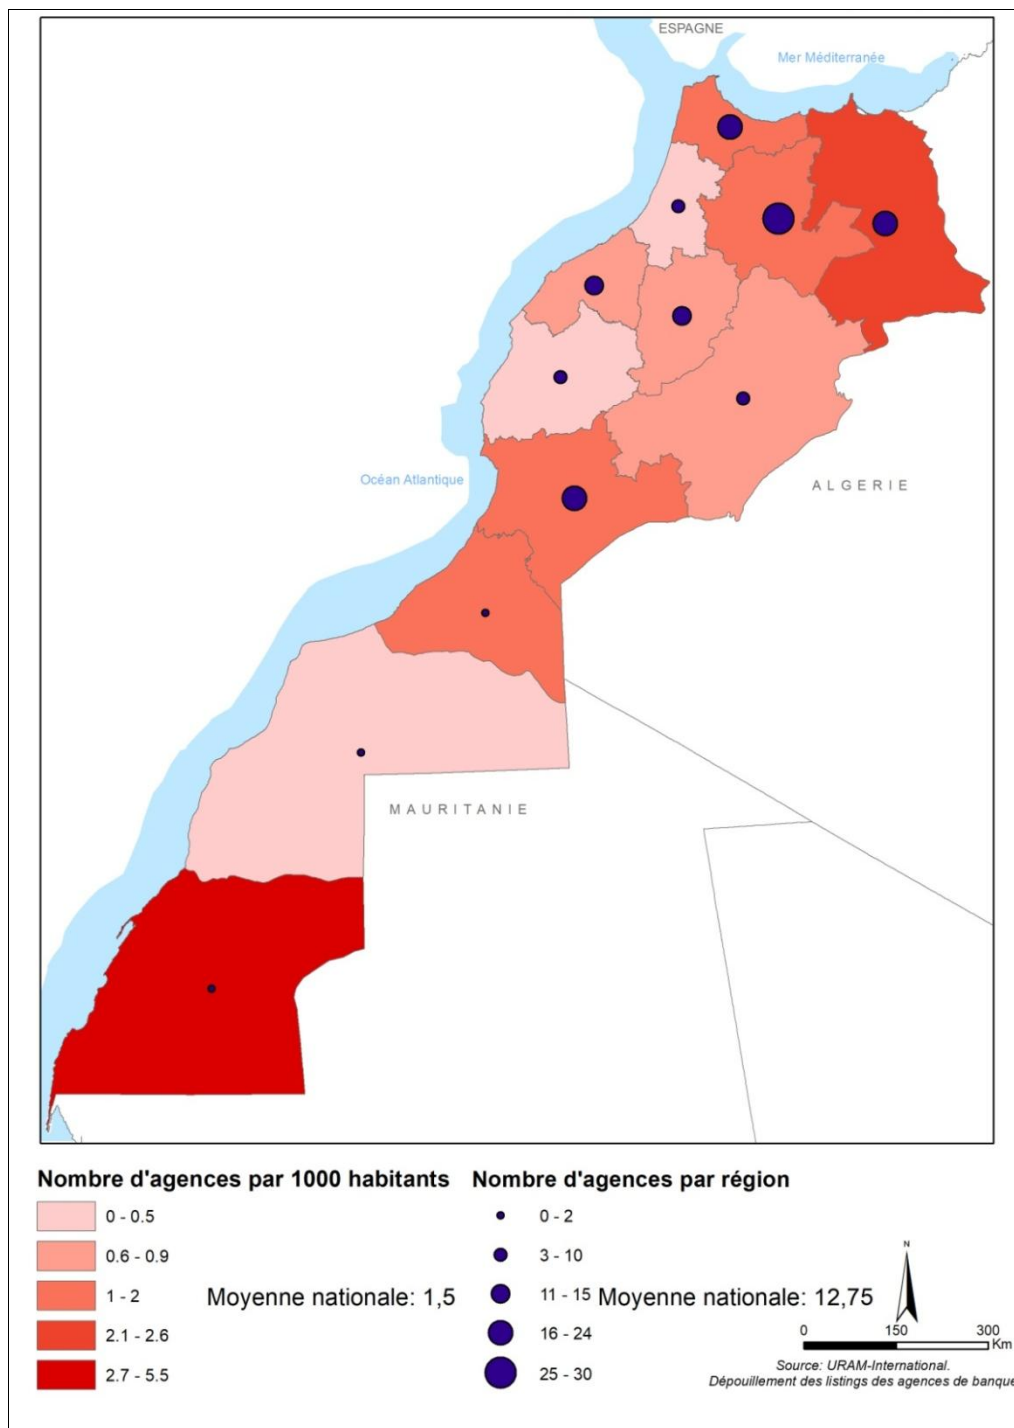 ESPAGNE
Mer Méditerranée
Océan Atlantique
ALGERIE
MAURITANIE
Nombre d'agences par 1000 habitants
0 - 0.5
0.6 - 0.9
1 - 2
2.1 - 2.6
2.7 - 5.5
Moyenne nationale: 1,5
Nombre d'agences par région
0 - 2
3 - 10
11 - 15
16 - 24
25 - 30
Moyenne nationale: 12,75
N
0 150 300
Km
Source: URAM-International.
Dépouillement des listings des agences de banque